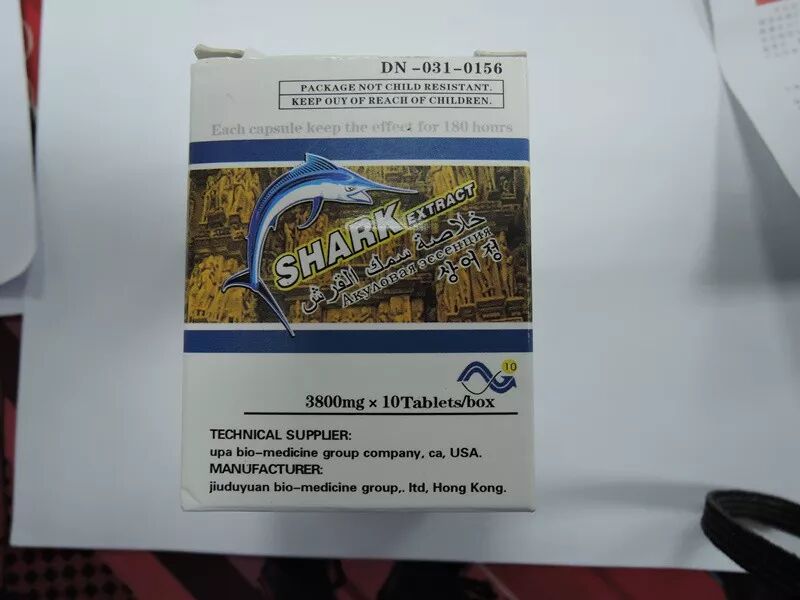 DN -031-0156
PACKAGE NOT CHILD RESISTANT.
KEEP OUY OF REACH OF CHILDREN.
Each capsule keep the effect for 180 hours
SHARK EXTRACT
خلاصة سمك القرش
Акуловая эссенция
상어 정
10
3800mg × 10Tablets/box
TECHNICAL SUPPLIER:
upa bio-medicine group company, ca, USA.
MANUFACTURER:
jiuduyuan bio-medicine group,. ltd, Hong Kong.